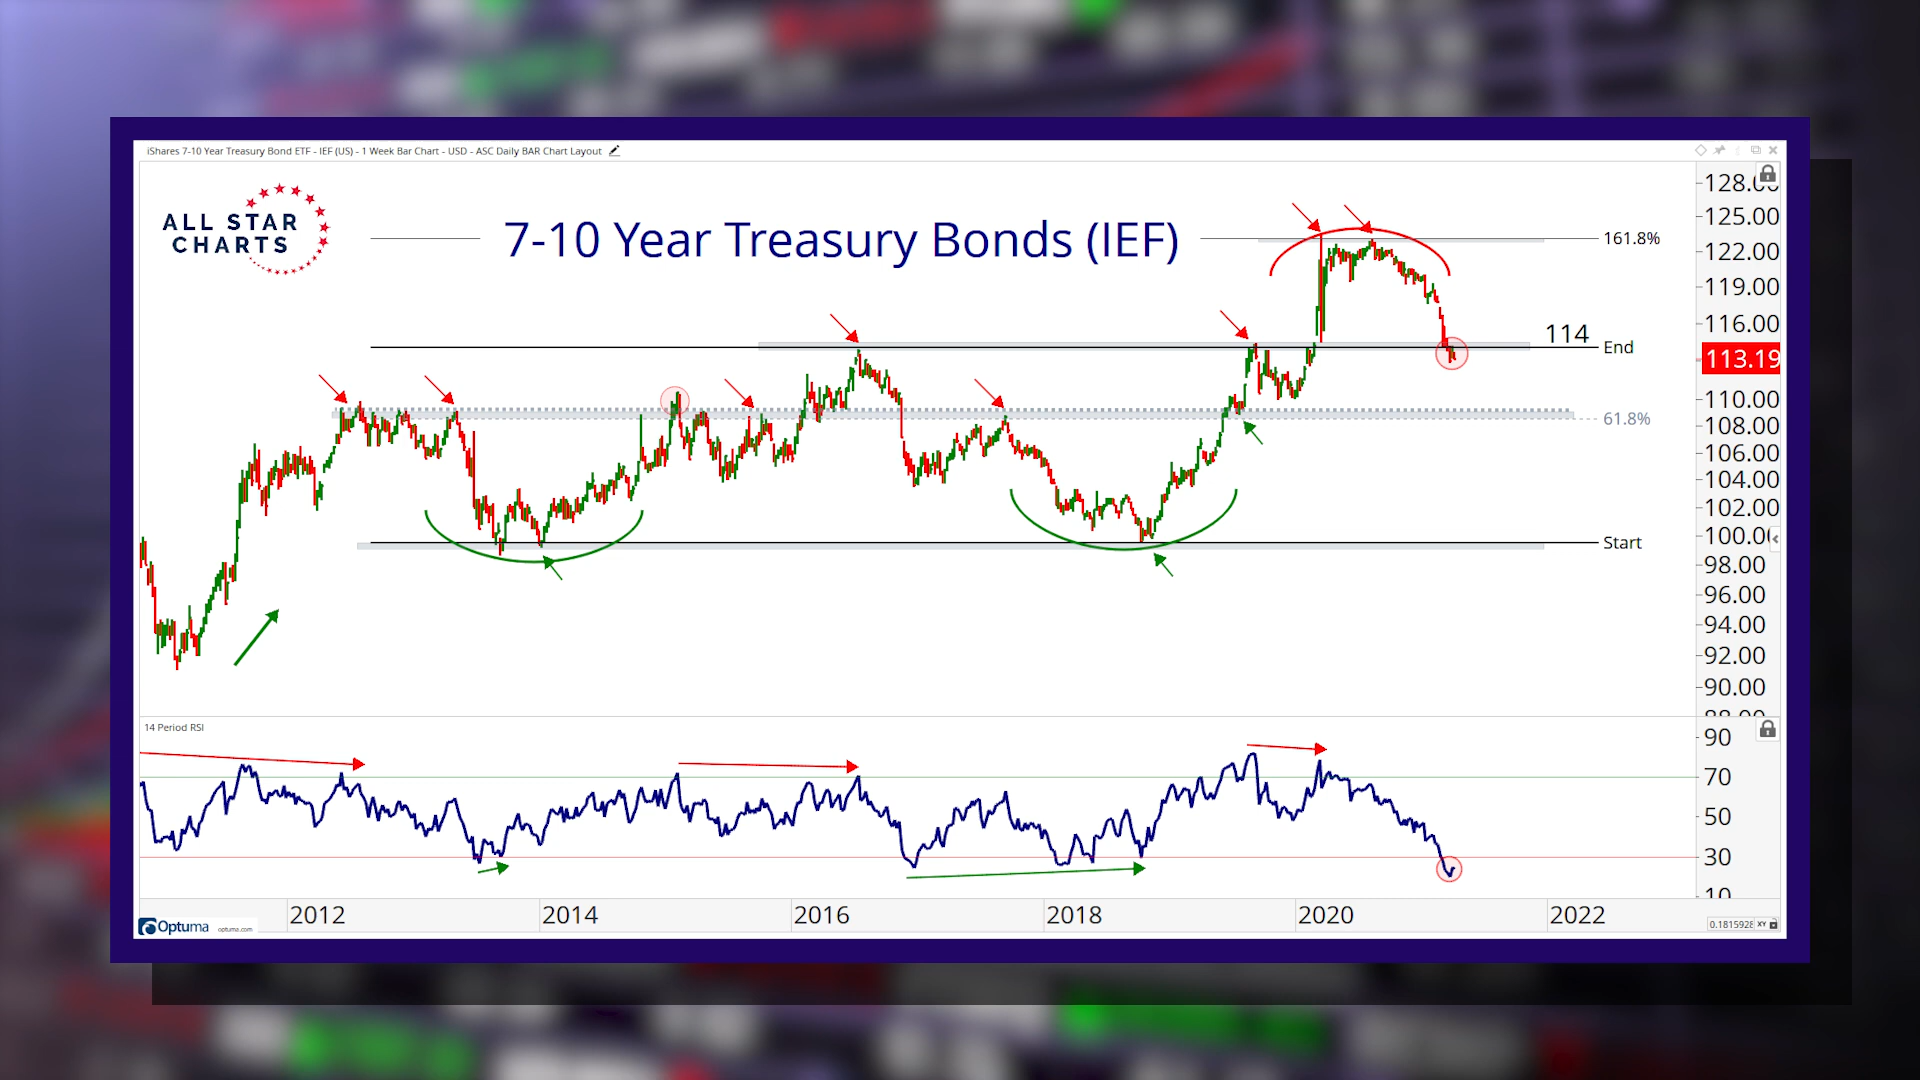 iShares 7-10 Year Treasury Bond ETF - IEF (US) - 1 Week Bar Chart - USD - ASC Daily BAR Chart Layout
ALL STAR
CHARTS
7-10 Year Treasury Bonds (IEF)
161.8%
114
End
61.8%
Start
125.00
122.00
119.00
116.00
113.19
110.00
108.00
106.00
104.00
102.00
98.00
96.00
94.00
92.00
90.00
14 Period RSI
90
70
50
30
10
2012
2014
2016
2018
2020
2022
Optuma
optuma.com
XY